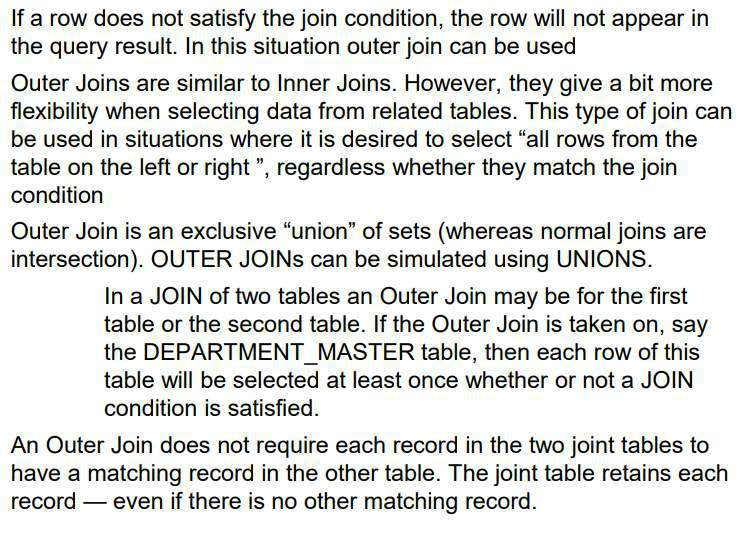 If a row does not satisfy the join condition, the row will not appear in
the query result. In this situation outer join can be used
Outer Joins are similar to Inner Joins. However, they give a bit more
flexibility when selecting data from related tables. This type of join can
be used in situations where it is desired to select “all rows from the
table on the left or right ”, regardless whether they match the join
condition
Outer Join is an exclusive “union” of sets (whereas normal joins are
intersection). OUTER JOINs can be simulated using UNIONS.
In a JOIN of two tables an Outer Join may be for the first
table or the second table. If the Outer Join is taken on, say
the DEPARTMENT_MASTER table, then each row of this
table will be selected at least once whether or not a JOIN
condition is satisfied.
An Outer Join does not require each record in the two joint tables to
have a matching record in the other table. The joint table retains each
record — even if there is no other matching record.